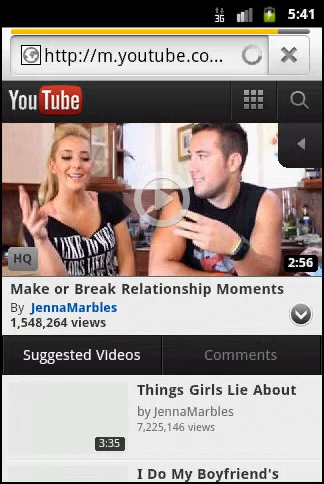 3G 5:41
http://m.youtube.co...
YouTube
HQ
2:56
Make or Break Relationship Moments
By JennaMarbles
1,548,264 views
Suggested Videos Comments
Things Girls Lie About
by JennaMarbles
7,225,146 views
3:35
I Do My Boyfriend's